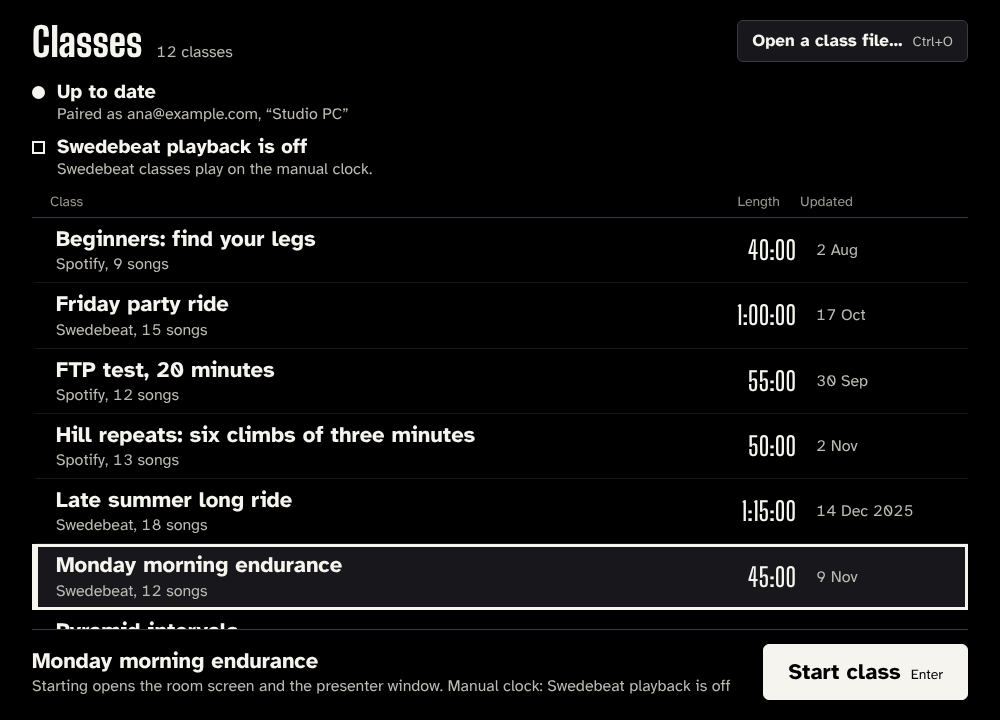 Classes 12 classes
Open a class file... Ctrl+O
Up to date
Paired as ana@example.com, “Studio PC”
Swedebeat playback is off
Swedebeat classes play on the manual clock.
Class Length Updated
Beginners: find your legs
Spotify, 9 songs
40:00 2 Aug
Friday party ride
Swedebeat, 15 songs
1:00:00 17 Oct
FTP test, 20 minutes
Spotify, 12 songs
55:00 30 Sep
Hill repeats: six climbs of three minutes
Spotify, 13 songs
50:00 2 Nov
Late summer long ride
Swedebeat, 18 songs
1:15:00 14 Dec 2025
Monday morning endurance
Swedebeat, 12 songs
45:00 9 Nov
Pyramid intervals
Monday morning endurance
Starting opens the room screen and the presenter window. Manual clock: Swedebeat playback is off
Start class Enter